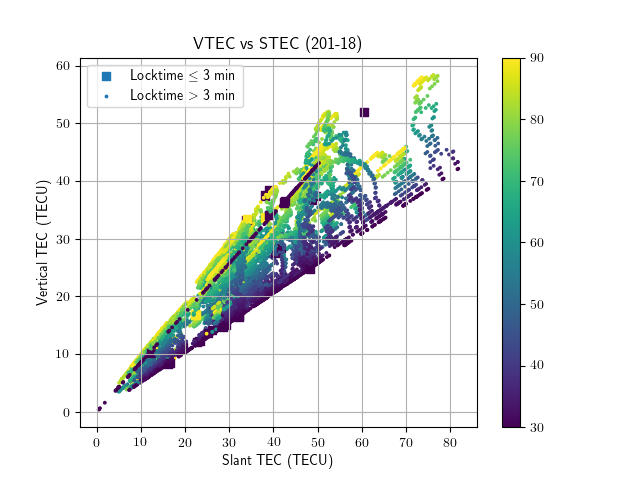 VTEC vs STEC (201-18)
Locktime ≤ 3 min
Locktime > 3 min
Vertical TEC (TECU)
60
50
40
30
20
10
0
0 10 20 30 40 50 60 70 80
Slant TEC (TECU)
90
80
70
60
50
40
30